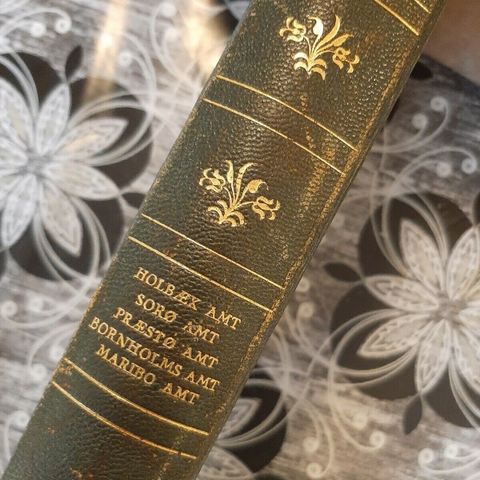 HOLBÆK AMT
SORØ AMT
PRÆSTØ AMT
BORNHOLMS AMT
MARIBO AMT